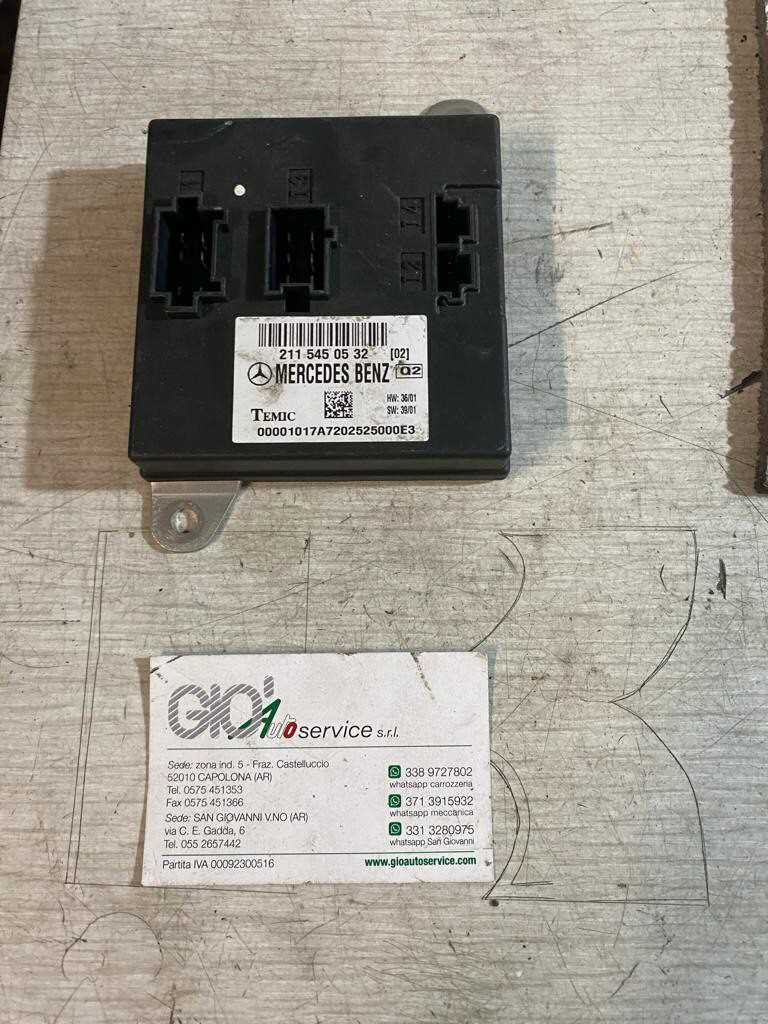 211 545 05 32 [02]
MERCEDES BENZ Q2
TEMIC
HW: 36/01
SW: 39/01
00001017A7202525000E3
GIO' Auto service s.r.l.
Sede: zona ind. 5 - Fraz. Castelluccio
52010 CAPOLONA (AR)
Tel. 0575 451353
Fax 0575 451366
Sede: SAN GIOVANNI V.NO (AR)
via C. E. Gadda, 6
Tel. 055 2657442
Partita IVA 00092300516
338 9727802
whatsapp carrozzeria
371 3915932
whatsapp meccanica
331 3280975
whatsapp San Giovanni
www.gioautoservice.com